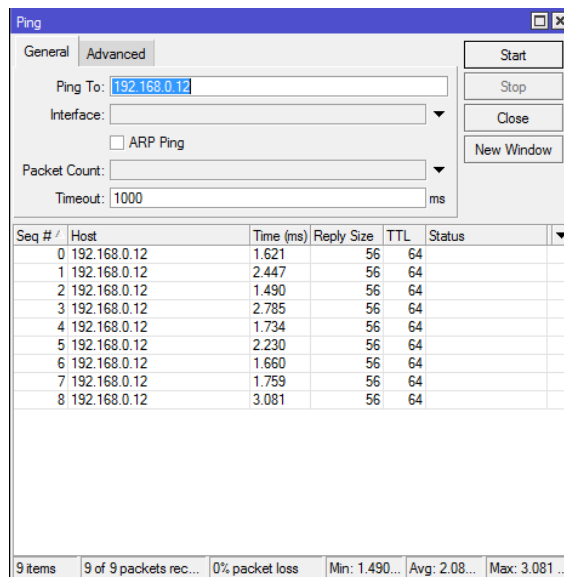 Ping
General Advanced
Start
Ping To: 192.168.0.12
Stop
Interface:
Close
ARP Ping
New Window
Packet Count:
Timeout: 1000 ms
Seq # Host Time (ms) Reply Size TTL Status
0 192.168.0.12 1.621 56 64
1 192.168.0.12 2.447 56 64
2 192.168.0.12 1.490 56 64
3 192.168.0.12 2.785 56 64
4 192.168.0.12 1.734 56 64
5 192.168.0.12 2.230 56 64
6 192.168.0.12 1.660 56 64
7 192.168.0.12 1.759 56 64
8 192.168.0.12 3.081 56 64
9 items 9 of 9 packets rec... 0% packet loss Min: 1.490... Avg: 2.08... Max: 3.081 ...